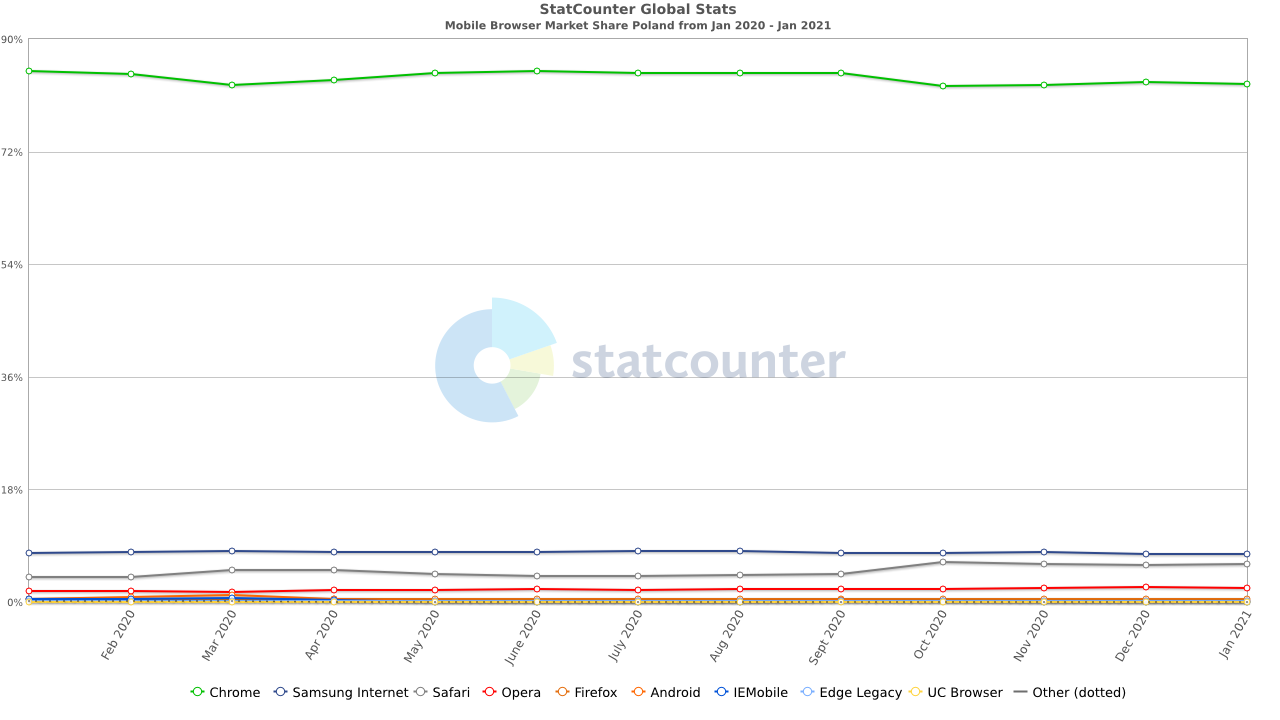 StatCounter Global Stats
Mobile Browser Market Share Poland from Jan 2020 - Jan 2021
90%
72%
54%
36%
18%
0%
statcounter
Feb 2020
Mar 2020
Apr 2020
May 2020
June 2020
July 2020
Aug 2020
Sept 2020
Oct 2020
Nov 2020
Dec 2020
Jan 2021
Chrome Samsung Internet Safari Opera Firefox Android IEMobile Edge Legacy UC Browser Other (dotted)